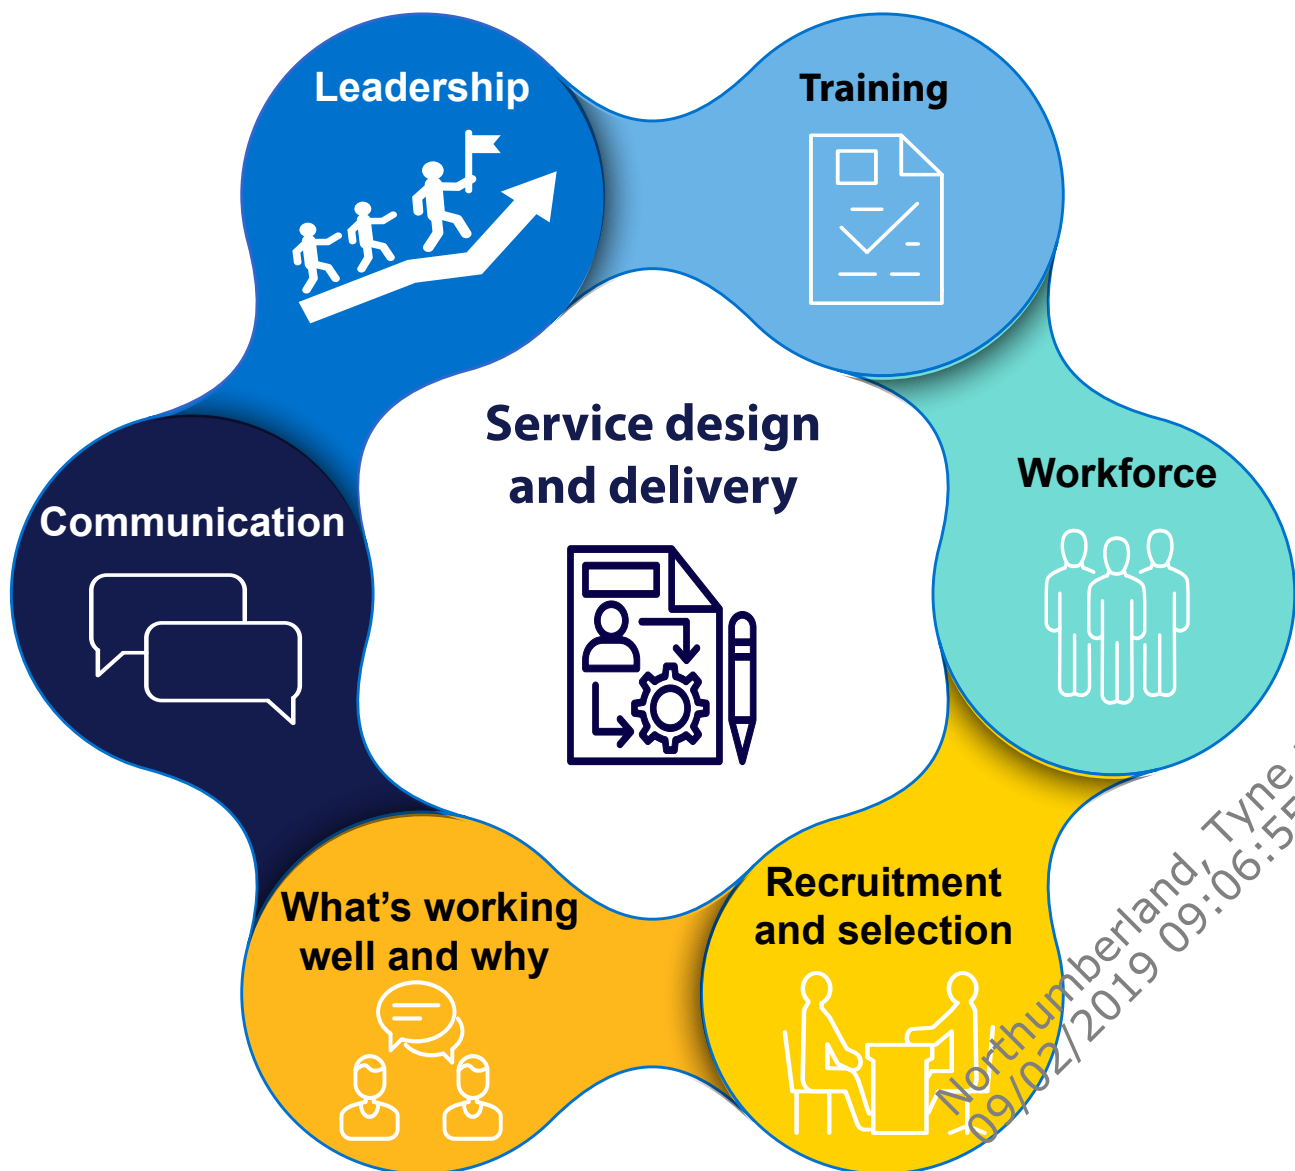 Leadership
Training
Service design
and delivery
Workforce
Communication
What's working
well and why
Recruitment
and selection
Northumberland, Tyne
09/02/2019 09:06:55